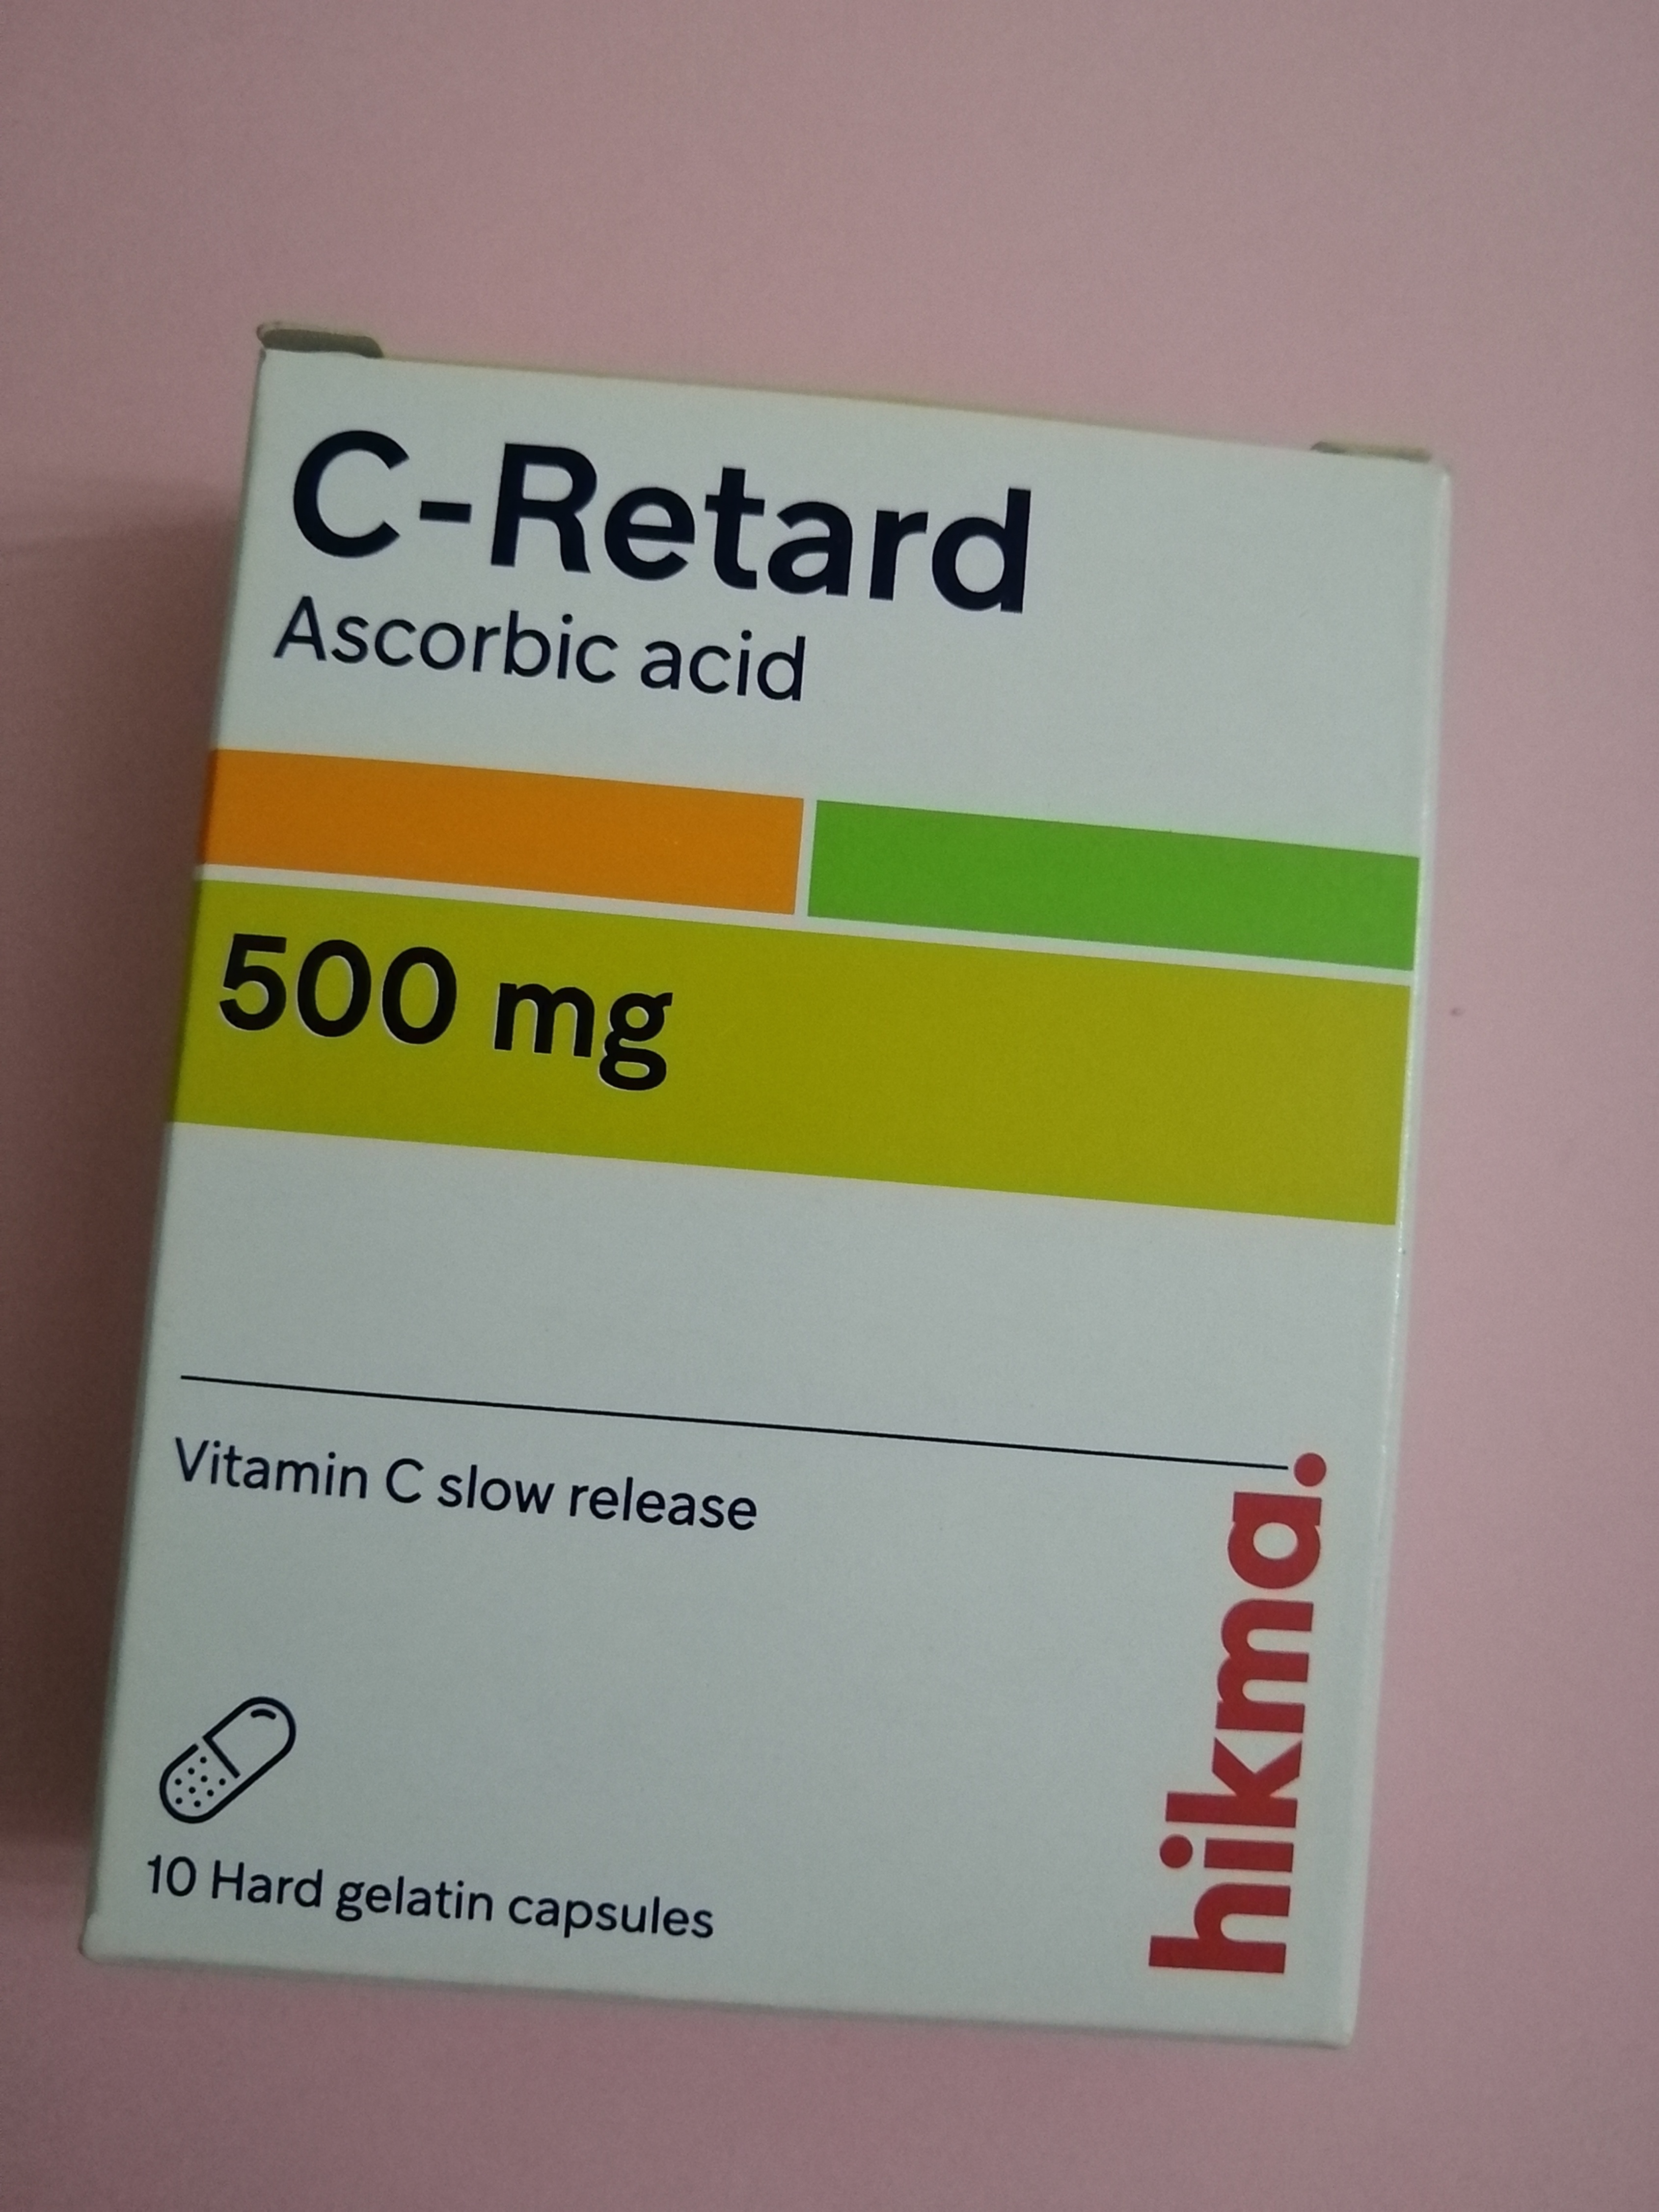 C-Retard
Ascorbic acid
500 mg
Vitamin C slow release
10 Hard gelatin capsules
hikma.